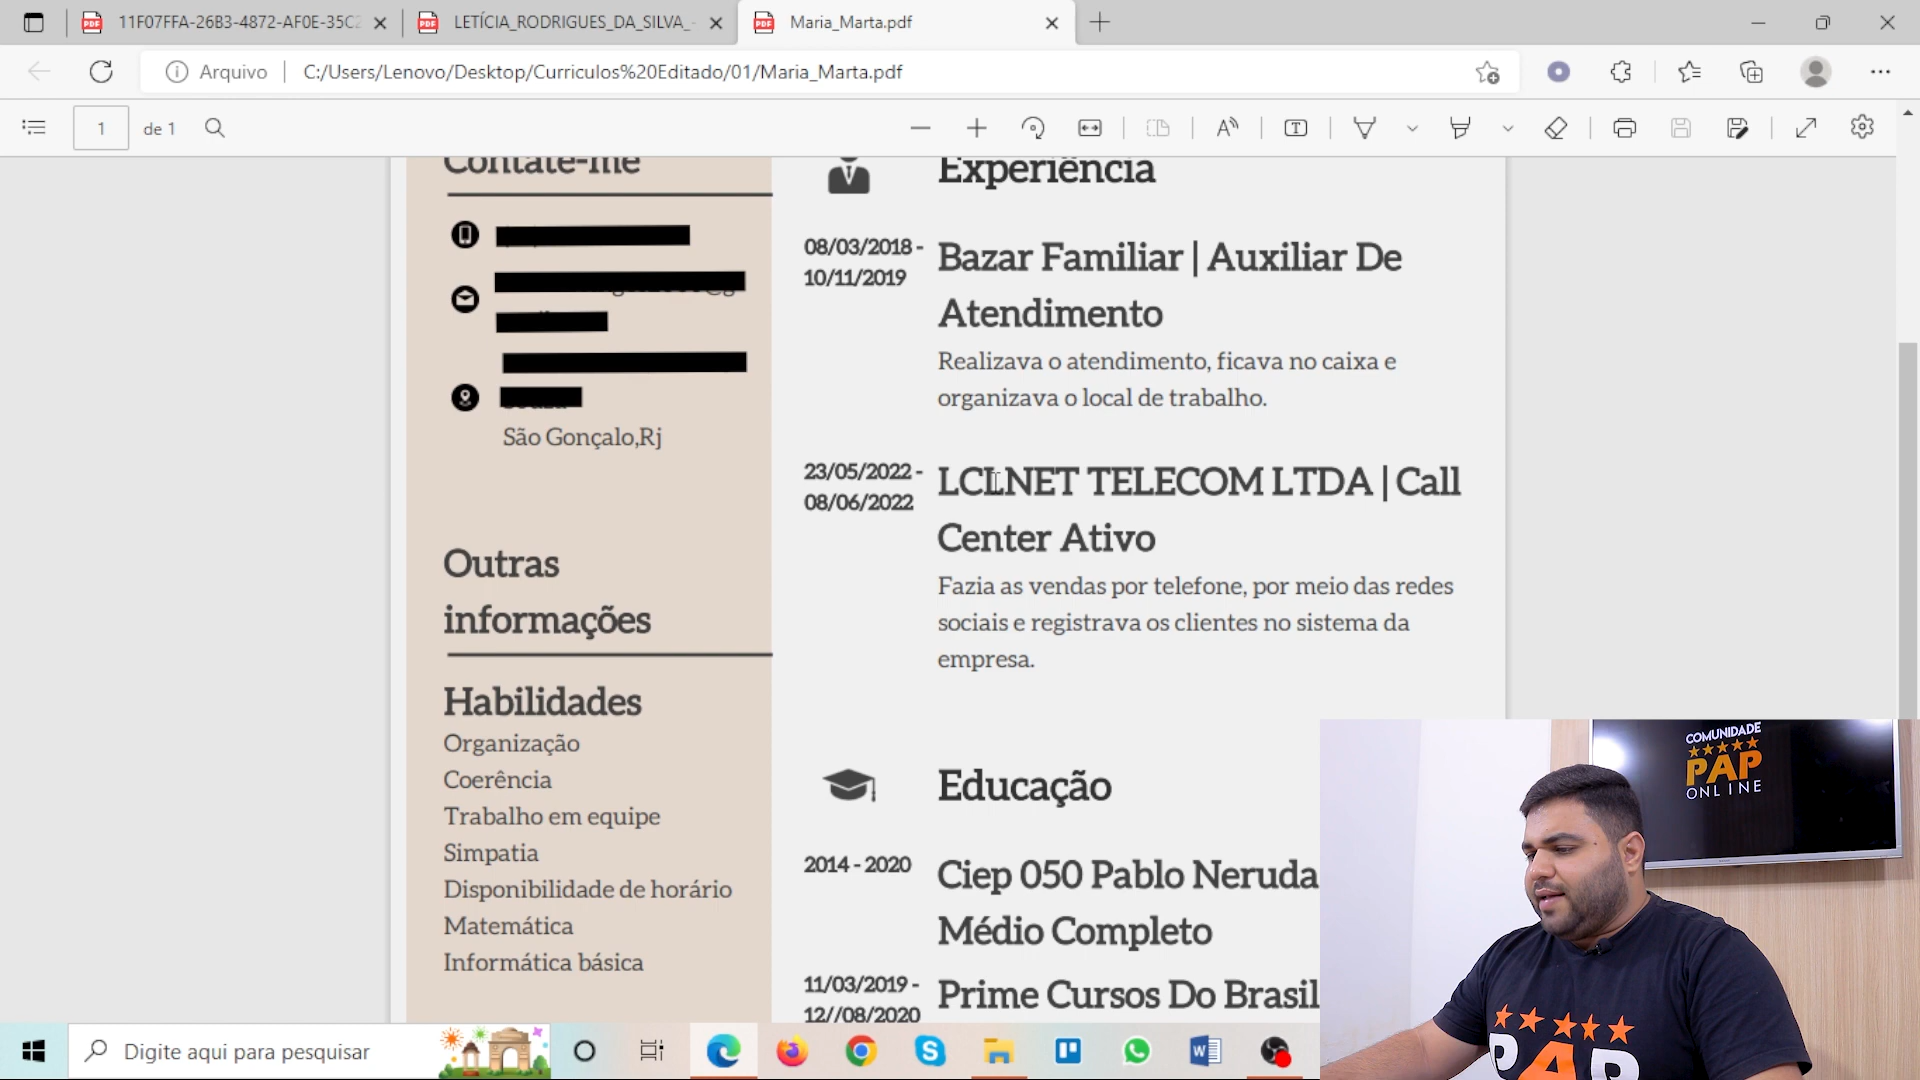 11F07FFA-26B3-4872-AF0E-35C2
LETÍCIA_RODRIGUES_DA_SILVA_-
Maria_Marta.pdf
Arquivo
C:/Users/Lenovo/Desktop/Curriculos%20Editado/01/Maria_Marta.pdf
1
de 1
Contate-me
São Gonçalo,Rj
Outras
informações
Habilidades
Organização
Coerência
Trabalho em equipe
Simpatia
Disponibilidade de horário
Matemática
Informática básica
Experiência
08/03/2018 -
10/11/2019
Bazar Familiar | Auxiliar De
Atendimento
Realizava o atendimento, ficava no caixa e
organizava o local de trabalho.
23/05/2022 -
08/06/2022
LCLNET TELECOM LTDA | Call
Center Ativo
Fazia as vendas por telefone, por meio das redes
sociais e registrava os clientes no sistema da
empresa.
Educação
2014 - 2020
Ciep 050 Pablo Neruda
Médio Completo
11/03/2019 -
12//08/2020
Prime Cursos Do Brasil
COMUNIDADE
PAP
ONLINE
PAP
Digite aqui para pesquisar